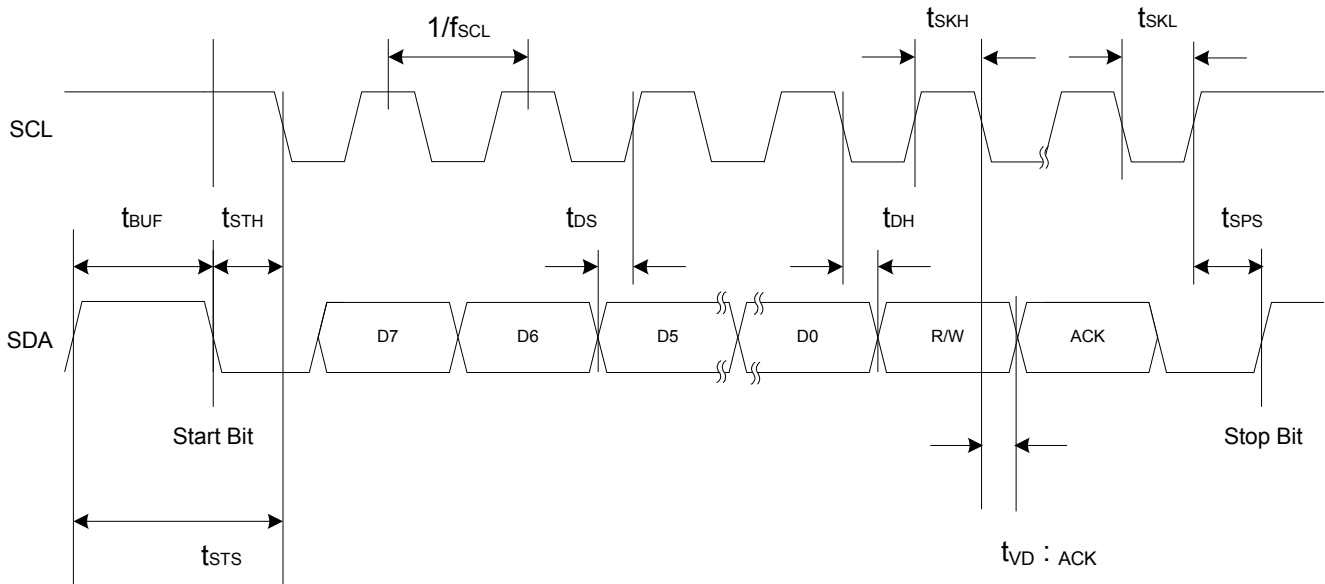 1/fSCL
tSKH
tSKL
SCL
tBUF
tSTH
tDS
tDH
tSPS
SDA
D7
D6
D5
D0
R/W
ACK
Start Bit
Stop Bit
tSTS
tVD : ACK